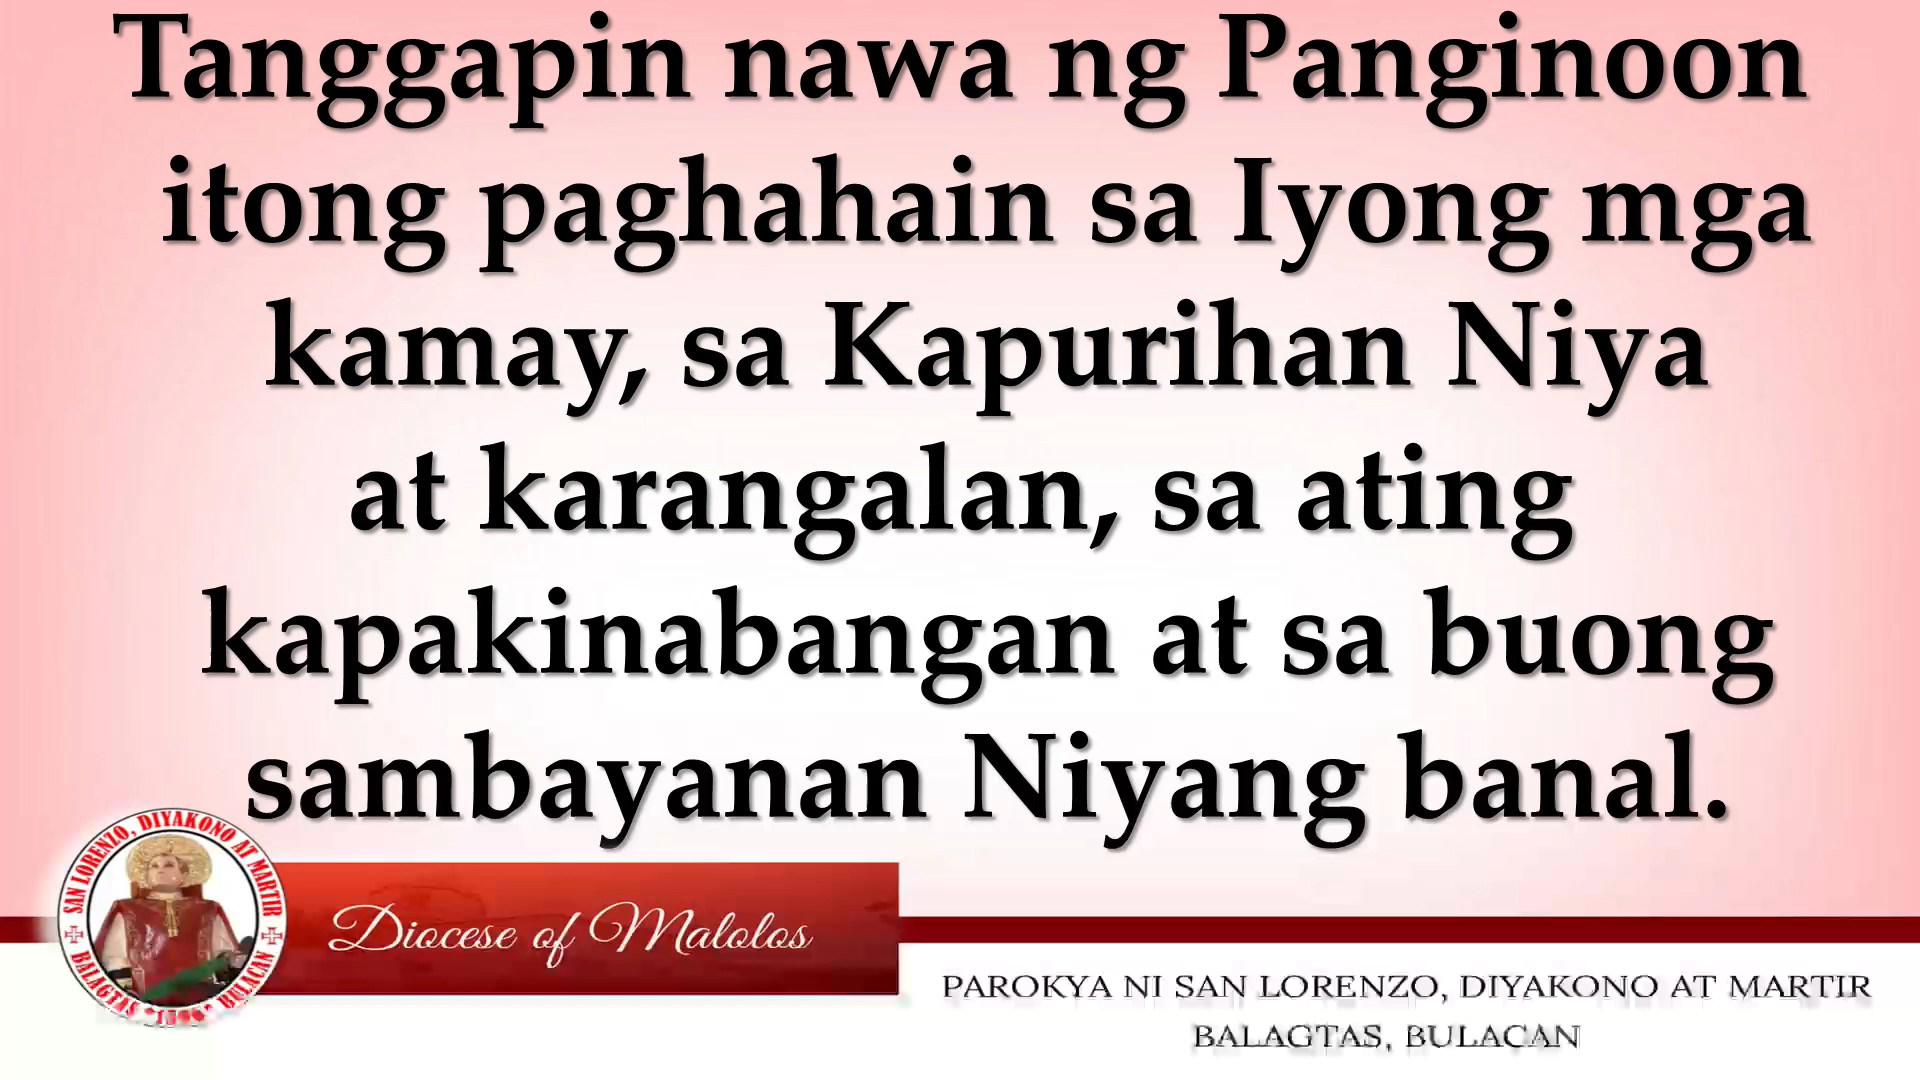 Tanggapin nawa ng Panginoon
itong paghahain sa Iyong mga
kamay, sa Kapurihan Niya
at karangalan, sa ating
kapakinabangan at sa buong
sambayanan Niyang banal.
SAN LORENZO, DIYAKONO AT MARTIR
BALAGTAS
BULACAN
Diocese of Malolos
PAROKYA NI SAN LORENZO, DIYAKONO AT MARTIR
BALAGTAS, BULACAN